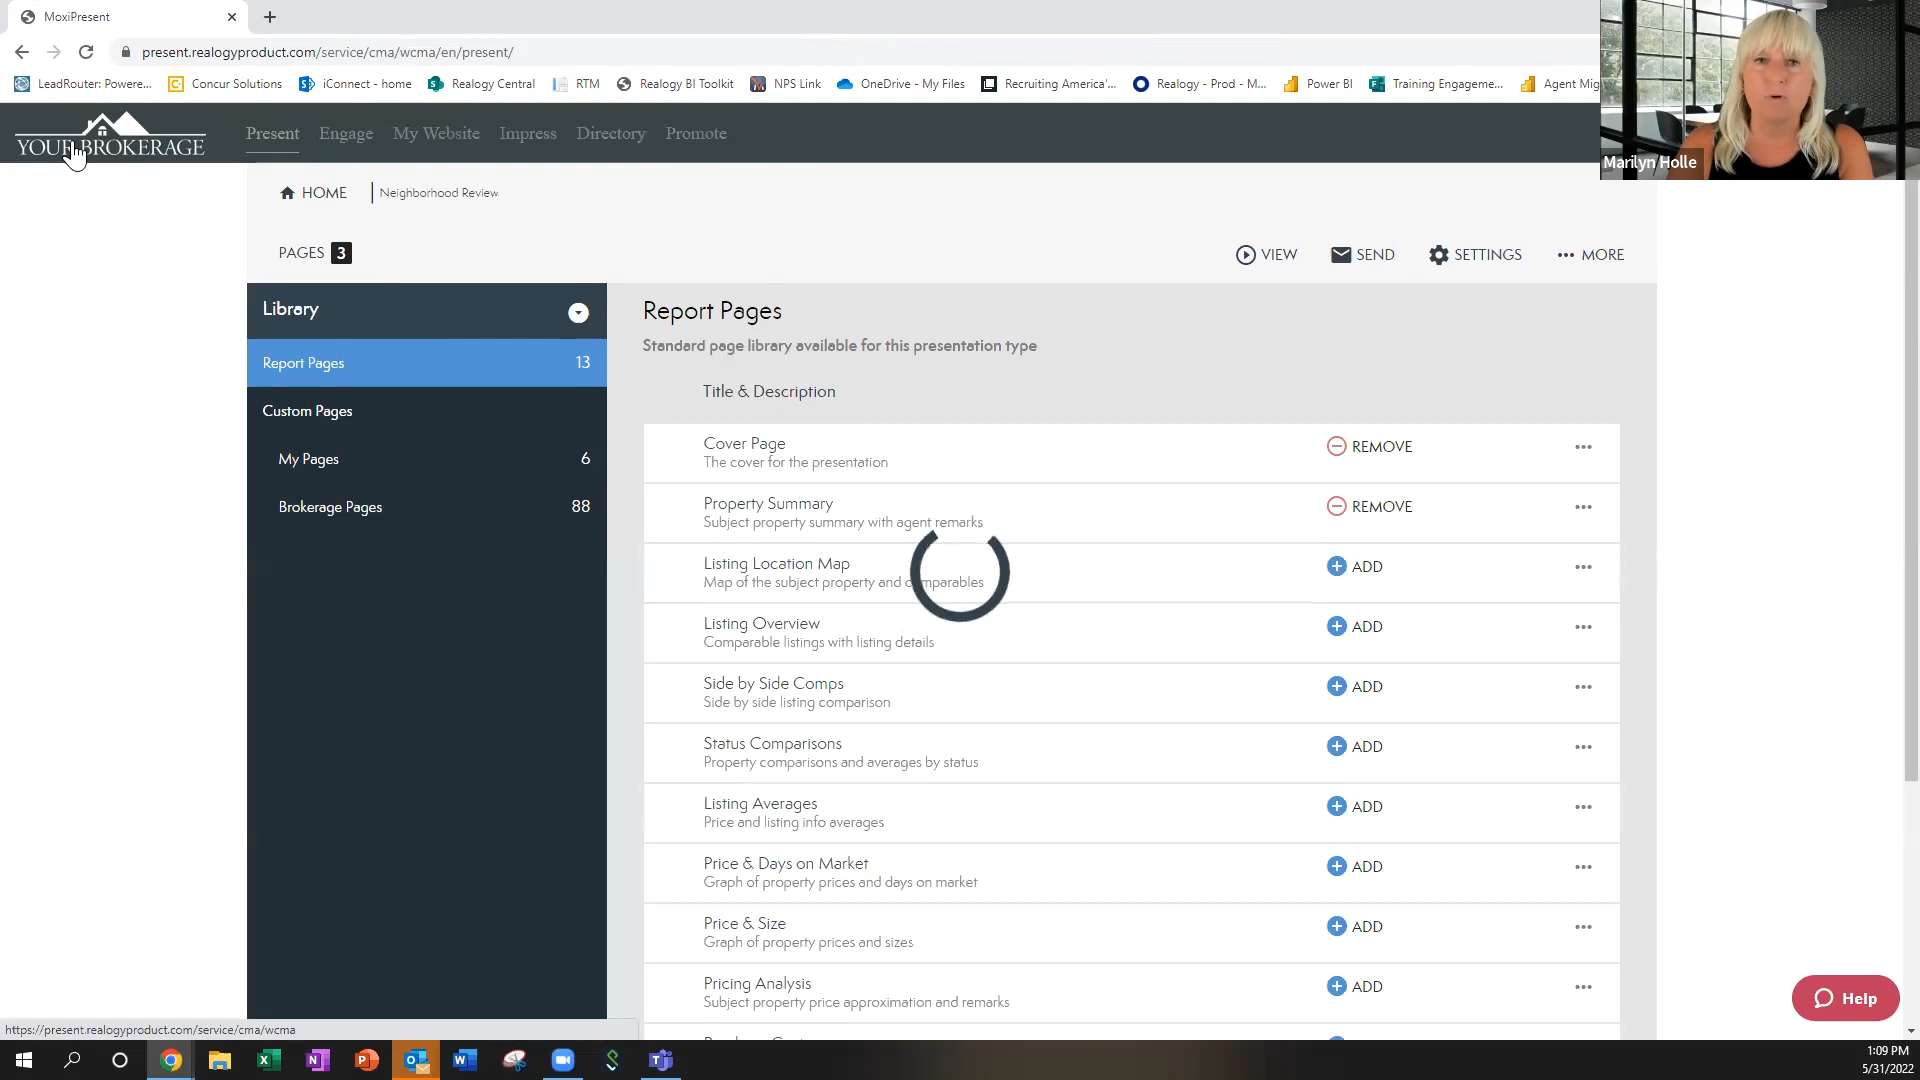 MoxiPresent
present.realogyproduct.com/service/cma/wcma/en/present/
LeadRouter: Powere... Concur Solutions iConnect - home Realogy Central RTM Realogy BI Toolkit NPS Link OneDrive - My Files Recruiting America'... Realogy - Prod - M... Power BI Training Engageme... Agent Mig
YOUR BROKERAGE
Present Engage My Website Impress Directory Promote
Marilyn Holle
HOME Neighborhood Review
PAGES 3
VIEW SEND SETTINGS MORE
Library
Report Pages 13
Custom Pages
My Pages 6
Brokerage Pages 88
Report Pages
Standard page library available for this presentation type
Title & Description
Cover Page
The cover for the presentation
REMOVE
Property Summary
Subject property summary with agent remarks
REMOVE
Listing Location Map
Map of the subject property and comparables
ADD
Listing Overview
Comparable listings with listing details
ADD
Side by Side Comps
Side by side listing comparison
ADD
Status Comparisons
Property comparisons and averages by status
ADD
Listing Averages
Price and listing info averages
ADD
Price & Days on Market
Graph of property prices and days on market
ADD
Price & Size
Graph of property prices and sizes
ADD
Pricing Analysis
Subject property price approximation and remarks
ADD
Help
https://present.realogyproduct.com/service/cma/wcma
1:09 PM
5/31/2022